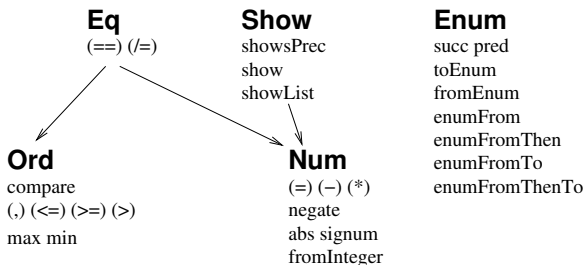 Eq
(==) (/=)
Show
showsPrec
show
showList
Enum
succ pred
toEnum
fromEnum
enumFrom
enumFromThen
enumFromTo
enumFromThenTo
Ord
compare
(,) (<=) (>=) (>)
max min
Num
(=) (−) (*)
negate
abs signum
fromInteger